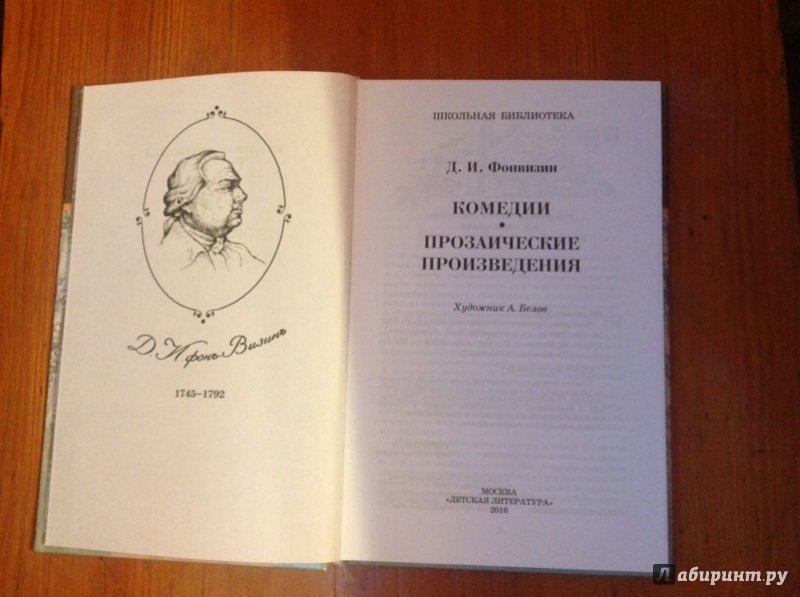 Д. И. фонъ Визинъ
1745–1792
ШКОЛЬНАЯ БИБЛИОТЕКА
Д. И. Фонвизин
КОМЕДИИ
•
ПРОЗАИЧЕСКИЕ
ПРОИЗВЕДЕНИЯ
Художник А. Белов
МОСКВА
«ДЕТСКАЯ ЛИТЕРАТУРА»
2016
Лабиринт.ру